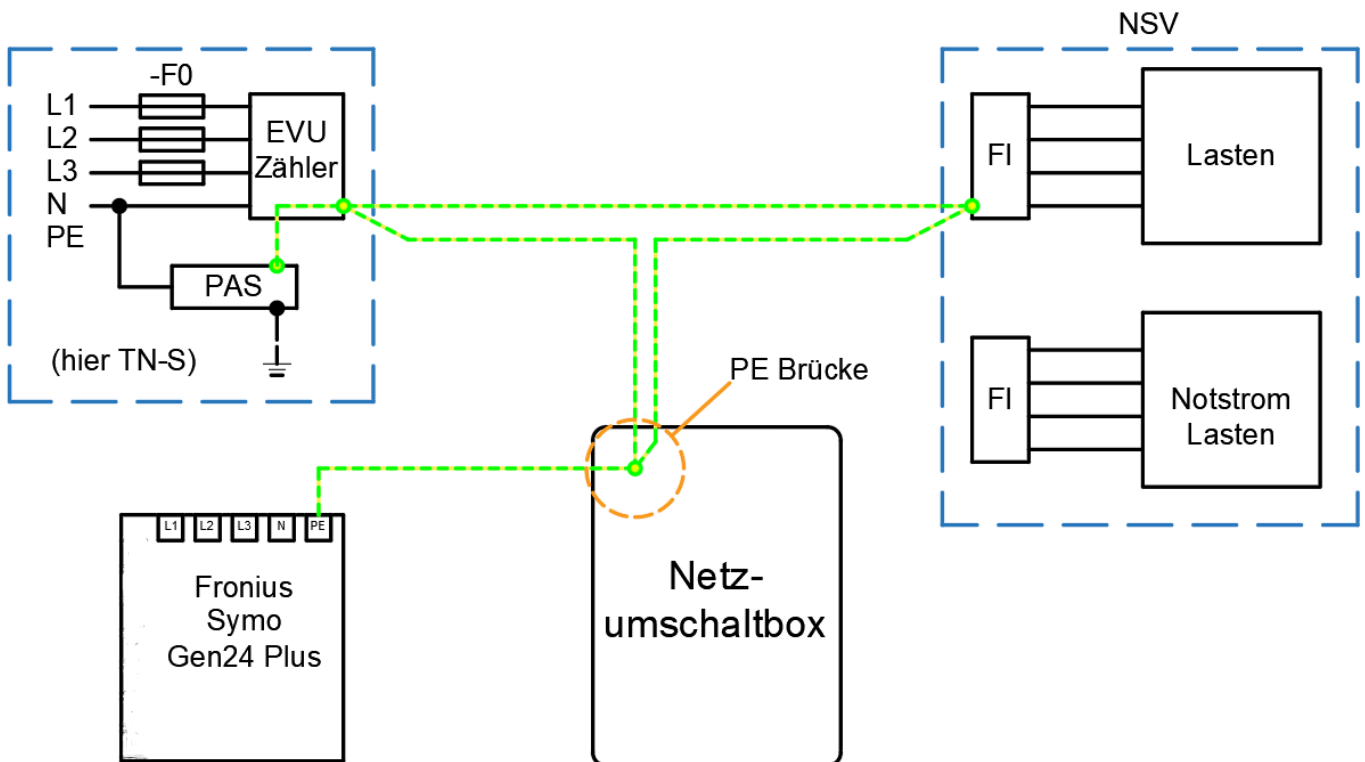 NSV
-F0
L1
L2
L3
N
PE
EVU
Zähler
PAS
(hier TN-S)
FI
Lasten
FI
Notstrom
Lasten
PE Brücke
L1 L2 L3 N PE
Fronius
Symo
Gen24 Plus
Netz-
umschaltbox